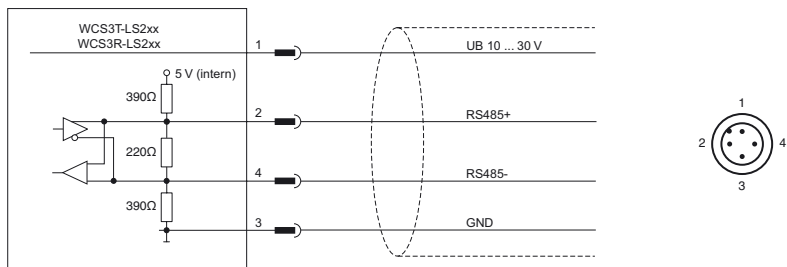 WCS3T-LS2xx
WCS3R-LS2xx
1
UB 10 ... 30 V
5 V (intern)
390Ω
2
RS485+
220Ω
4
RS485-
390Ω
3
GND
1
2
4
3